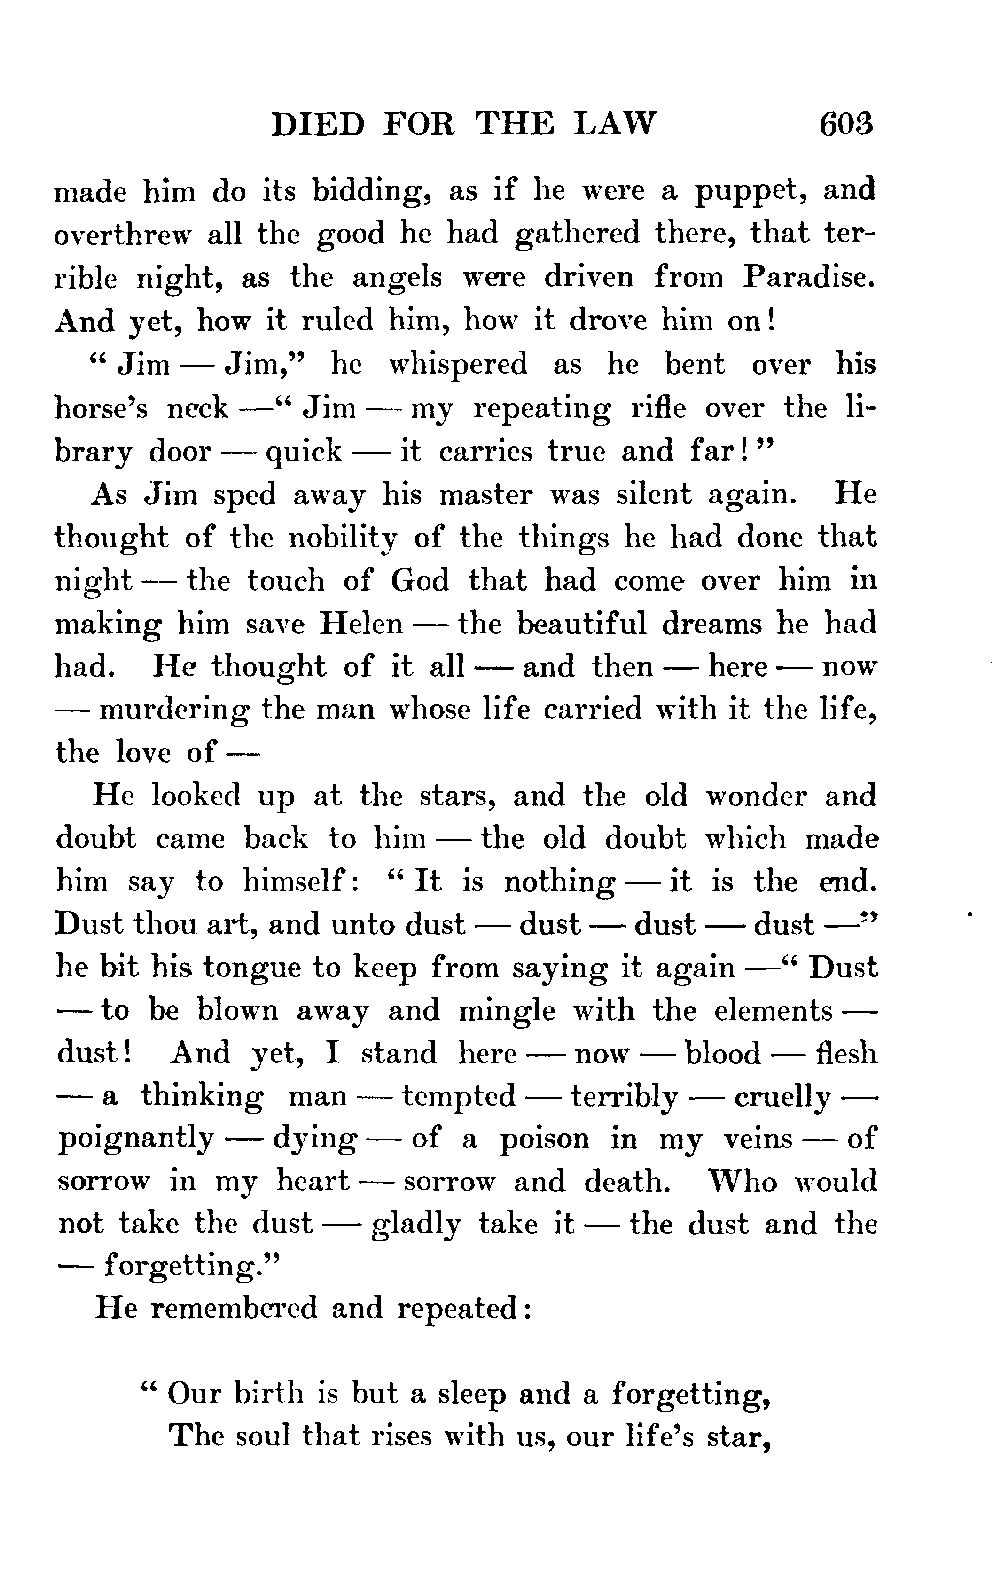 DIED FOR THE LAW 603
made him do its bidding, as if he were a puppet, and
overthrew all the good he had gathered there, that ter-
rible night, as the angels were driven from Paradise.
And yet, how it ruled him, how it drove him on!
“ Jim — Jim,” he whispered as he bent over his
horse’s neck —“ Jim — my repeating rifle over the li-
brary door — quick — it carries true and far! ”
As Jim sped away his master was silent again. He
thought of the nobility of the things he had done that
night — the touch of God that had come over him in
making him save Helen — the beautiful dreams he had
had. He thought of it all — and then — here — now
— murdering the man whose life carried with it the life,
the love of —
He looked up at the stars, and the old wonder and
doubt came back to him — the old doubt which made
him say to himself: “ It is nothing — it is the end.
Dust thou art, and unto dust — dust — dust — dust —”
he bit his tongue to keep from saying it again —“ Dust
— to be blown away and mingle with the elements —
dust! And yet, I stand here — now — blood — flesh
— a thinking man — tempted — terribly — cruelly —
poignantly — dying — of a poison in my veins — of
sorrow in my heart — sorrow and death. Who would
not take the dust — gladly take it — the dust and the
— forgetting.”
He remembered and repeated:
“ Our birth is but a sleep and a forgetting,
The soul that rises with us, our life’s star,